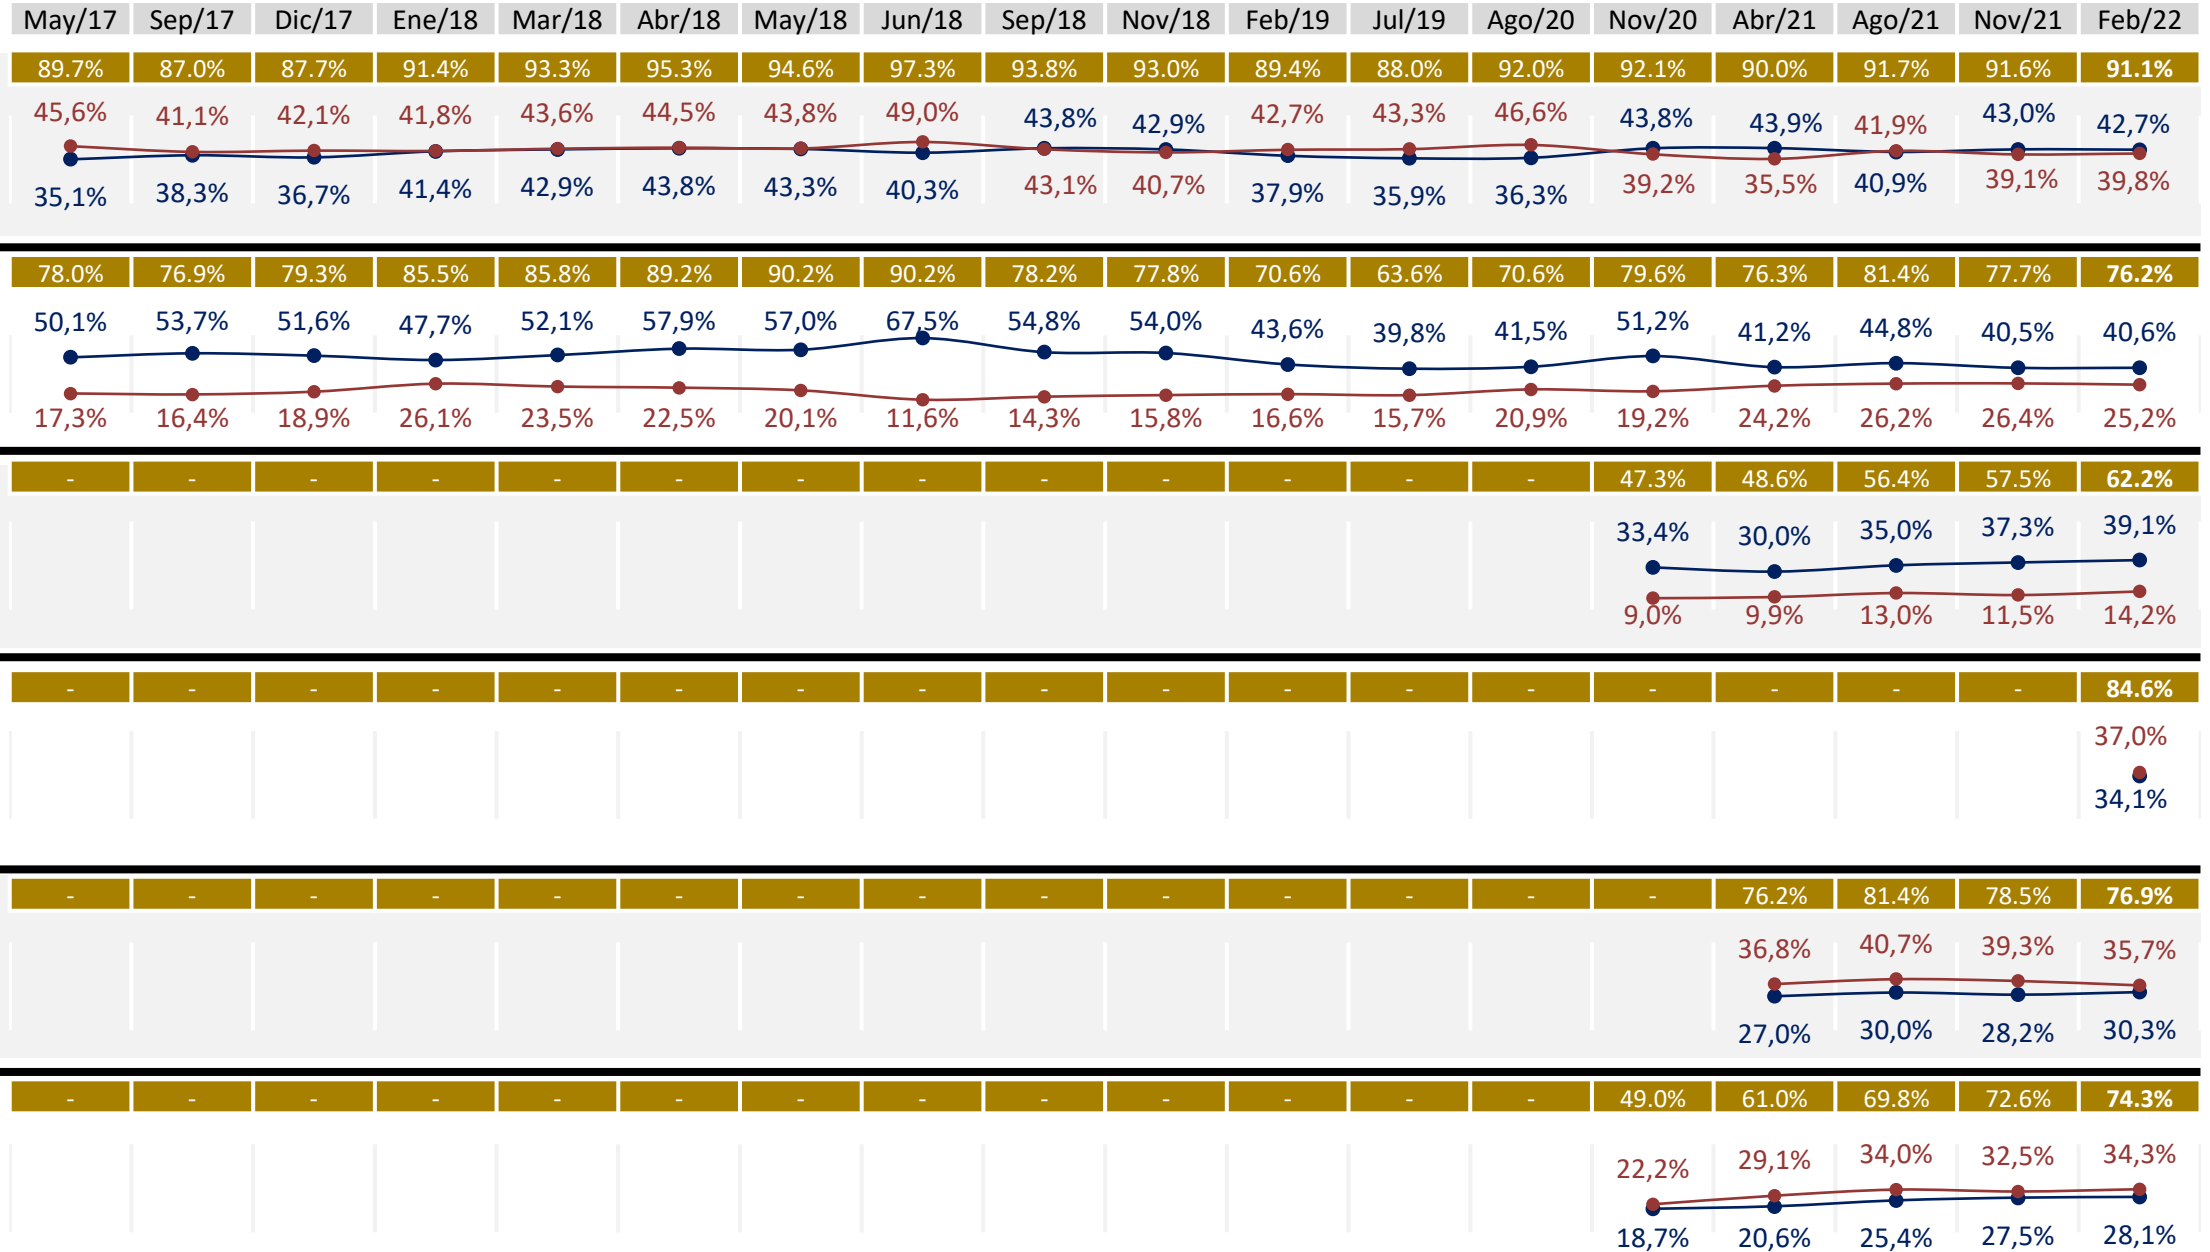 May/17 Sep/17 Dic/17 Ene/18 Mar/18 Abr/18 May/18 Jun/18 Sep/18 Nov/18 Feb/19 Jul/19 Ago/20 Nov/20 Abr/21 Ago/21 Nov/21 Feb/22
89.7% 87.0% 87.7% 91.4% 93.3% 95.3% 94.6% 97.3% 93.8% 93.0% 89.4% 88.0% 92.0% 92.1% 90.0% 91.7% 91.6% 91.1%
45,6% 41,1% 42,1% 41,8% 43,6% 44,5% 43,8% 49,0% 43,8% 42,9% 42,7% 43,3% 46,6% 43,8% 43,9% 41,9% 43,0% 42,7%
35,1% 38,3% 36,7% 41,4% 42,9% 43,8% 43,3% 40,3% 43,1% 40,7% 37,9% 35,9% 36,3% 39,2% 35,5% 40,9% 39,1% 39,8%
78.0% 76.9% 79.3% 85.5% 85.8% 89.2% 90.2% 90.2% 78.2% 77.8% 70.6% 63.6% 70.6% 79.6% 76.3% 81.4% 77.7% 76.2%
50,1% 53,7% 51,6% 47,7% 52,1% 57,9% 57,0% 67,5% 54,8% 54,0% 43,6% 39,8% 41,5% 51,2% 41,2% 44,8% 40,5% 40,6%
17,3% 16,4% 18,9% 26,1% 23,5% 22,5% 20,1% 11,6% 14,3% 15,8% 16,6% 15,7% 20,9% 19,2% 24,2% 26,2% 26,4% 25,2%
- - - - - - - - - - - - - 47.3% 48.6% 56.4% 57.5% 62.2%
33,4% 30,0% 35,0% 37,3% 39,1%
9,0% 9,9% 13,0% 11,5% 14,2%
- - - - - - - - - - - - - - - - - 84.6%
37,0%
34,1%
- - - - - - - - - - - - - - 76.2% 81.4% 78.5% 76.9%
36,8% 40,7% 39,3% 35,7%
27,0% 30,0% 28,2% 30,3%
- - - - - - - - - - - - - 49.0% 61.0% 69.8% 72.6% 74.3%
22,2% 29,1% 34,0% 32,5% 34,3%
18,7% 20,6% 25,4% 27,5% 28,1%